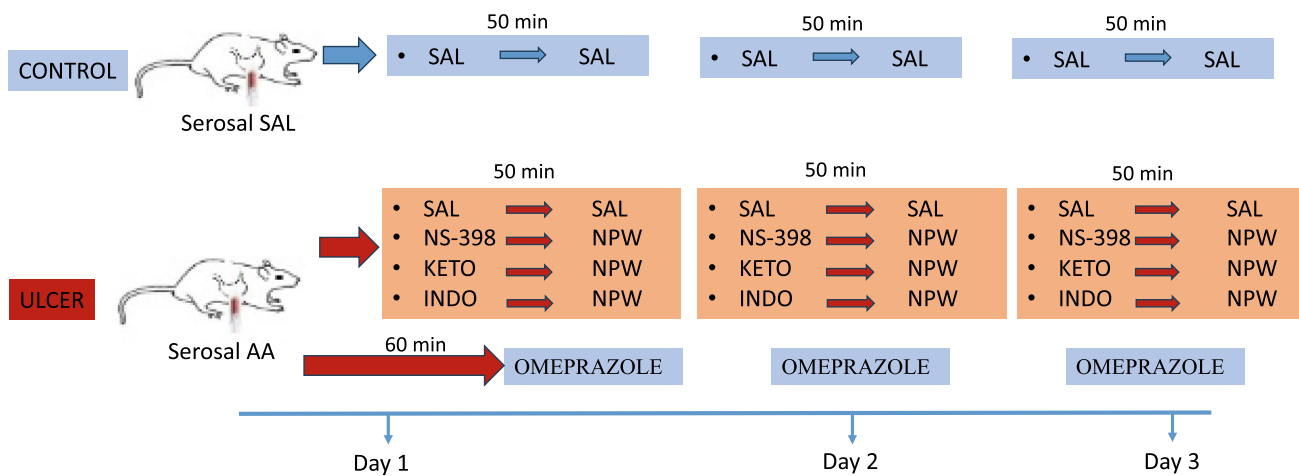 50 min 50 min 50 min
CONTROL
• SAL SAL • SAL SAL • SAL SAL
Serosal SAL
50 min 50 min 50 min
• SAL SAL • SAL SAL • SAL SAL
• NS-398 NPW • NS-398 NPW • NS-398 NPW
• KETO NPW • KETO NPW • KETO NPW
• INDO NPW • INDO NPW • INDO NPW
ULCER
Serosal AA
60 min
OMEPRAZOLE OMEPRAZOLE OMEPRAZOLE
Day 1 Day 2 Day 3